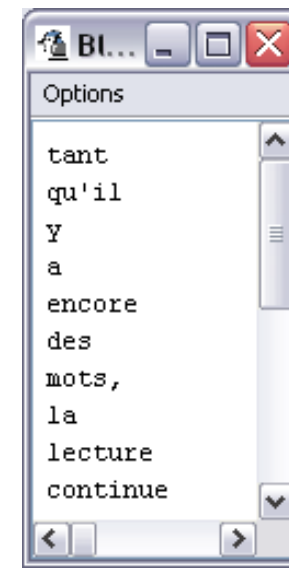 Bl...
Options
tant
qu'il
y
a
encore
des
mots,
la
lecture
continue